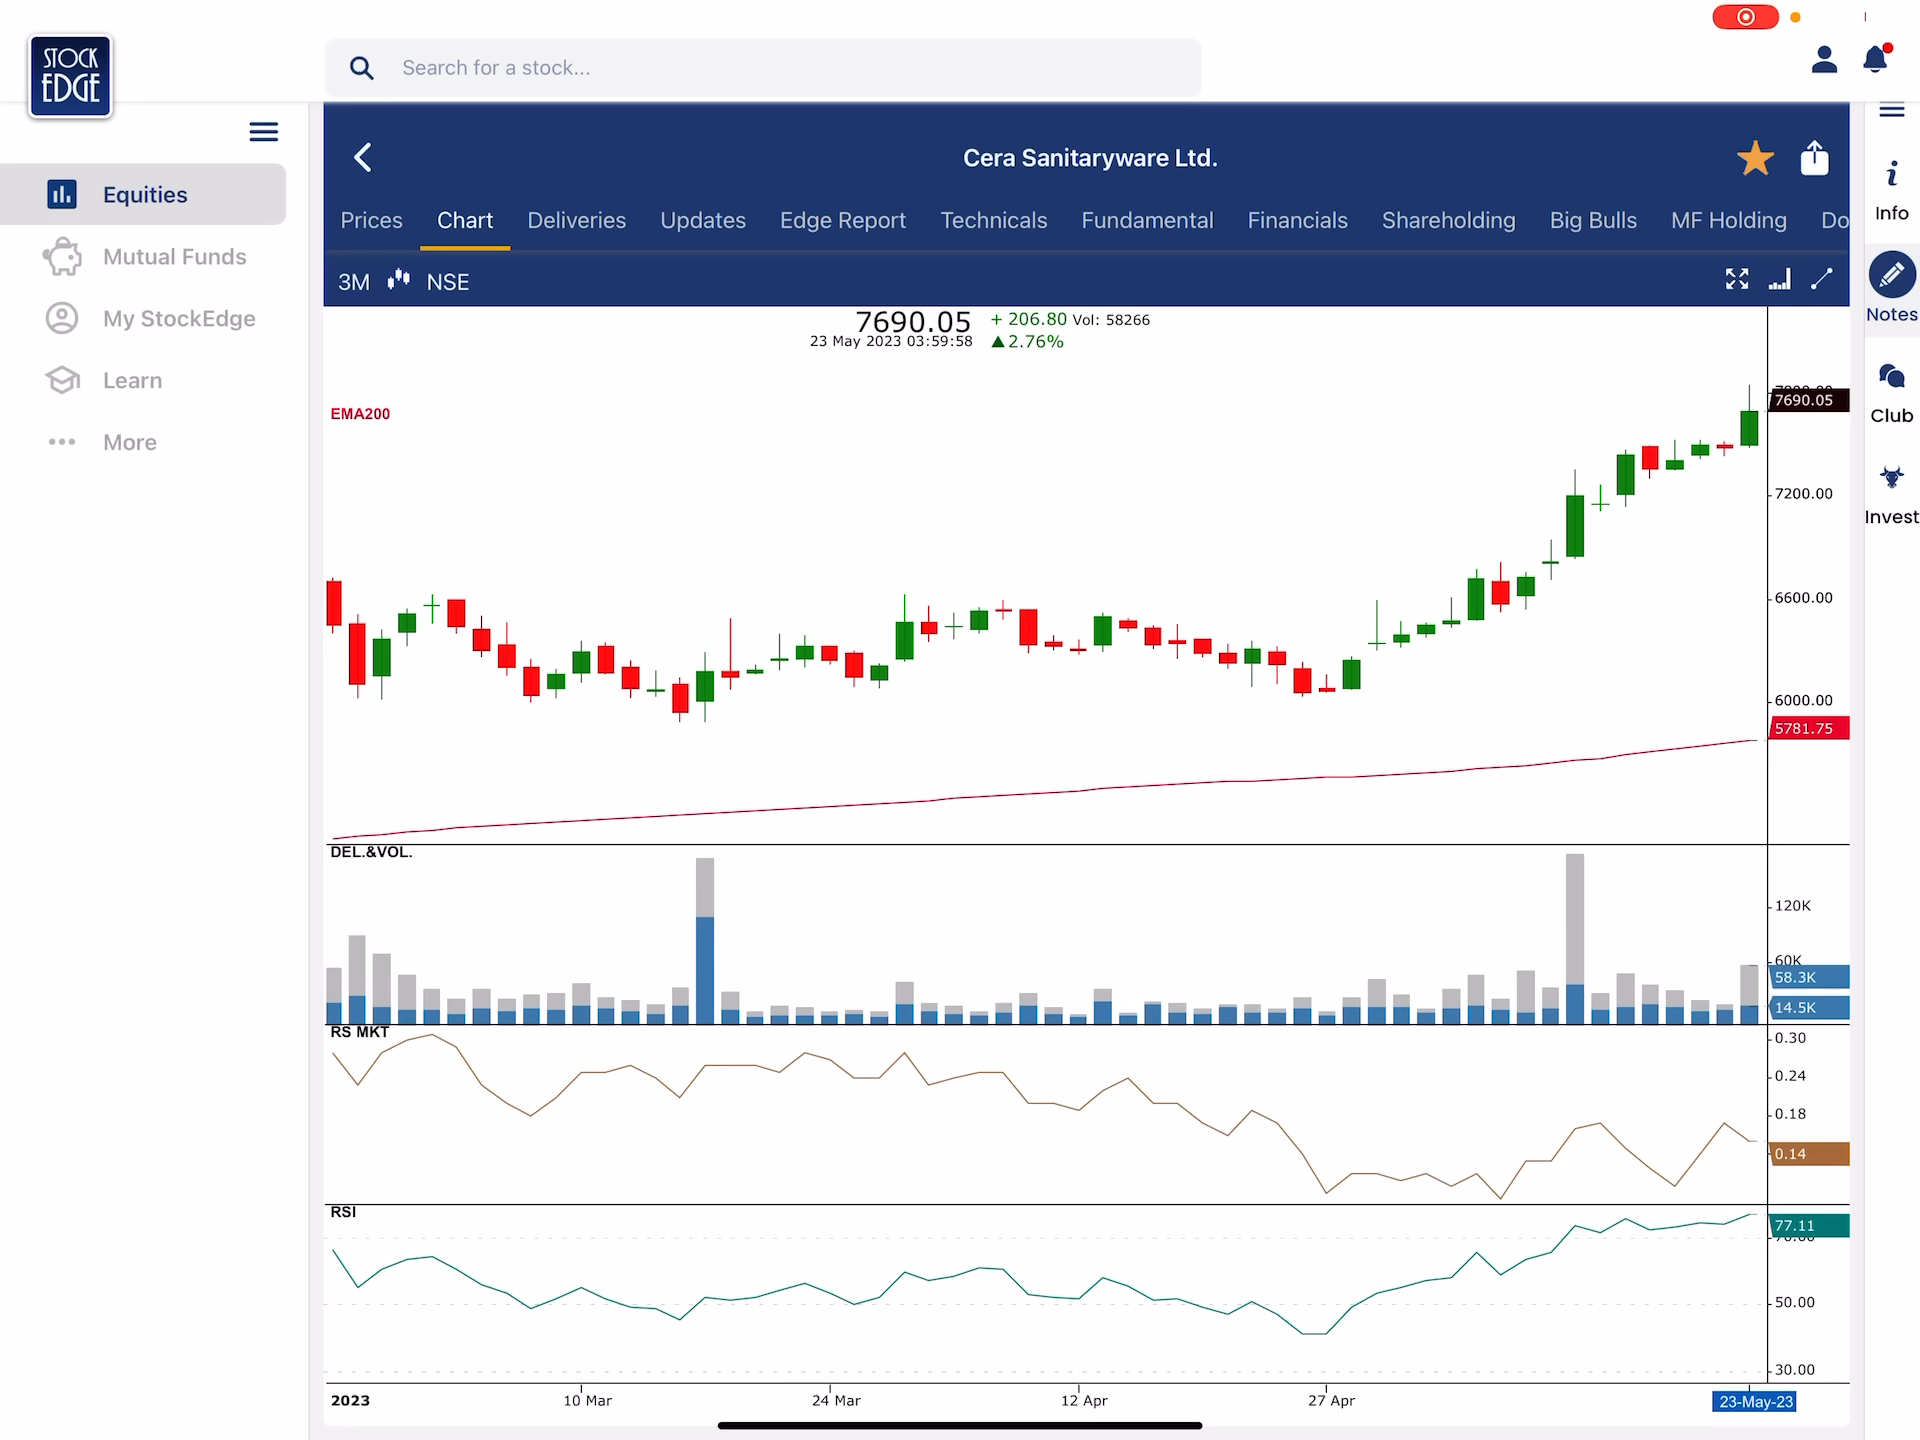 STOCK
EDGE
Search for a stock...
Equities
Mutual Funds
My StockEdge
Learn
More
Cera Sanitaryware Ltd.
Prices Chart Deliveries Updates Edge Report Technicals Fundamental Financials Shareholding Big Bulls MF Holding Do
3M NSE
7690.05 + 206.80 Vol: 58266
23 May 2023 03:59:58 ▲2.76%
EMA200
7690.05
7200.00
6600.00
6000.00
5781.75
DEL.&VOL.
120K
60K
58.3K
14.5K
RS MKT
0.30
0.24
0.18
0.14
RSI
77.11
50.00
30.00
2023 10 Mar 24 Mar 12 Apr 27 Apr 23-May-23
Info
Notes
Club
Invest